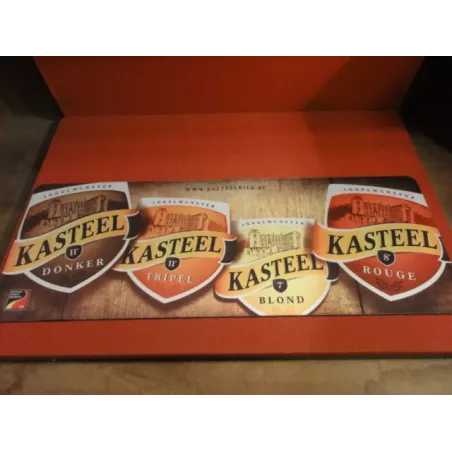 WWW.KASTEELBIER.BE
INGELMUNSTER
KASTEEL
11°
DONKER
INGELMUNSTER
KASTEEL
11°
TRIPEL
INGELMUNSTER
KASTEEL
7°
BLOND
INGELMUNSTER
KASTEEL
8°
ROUGE